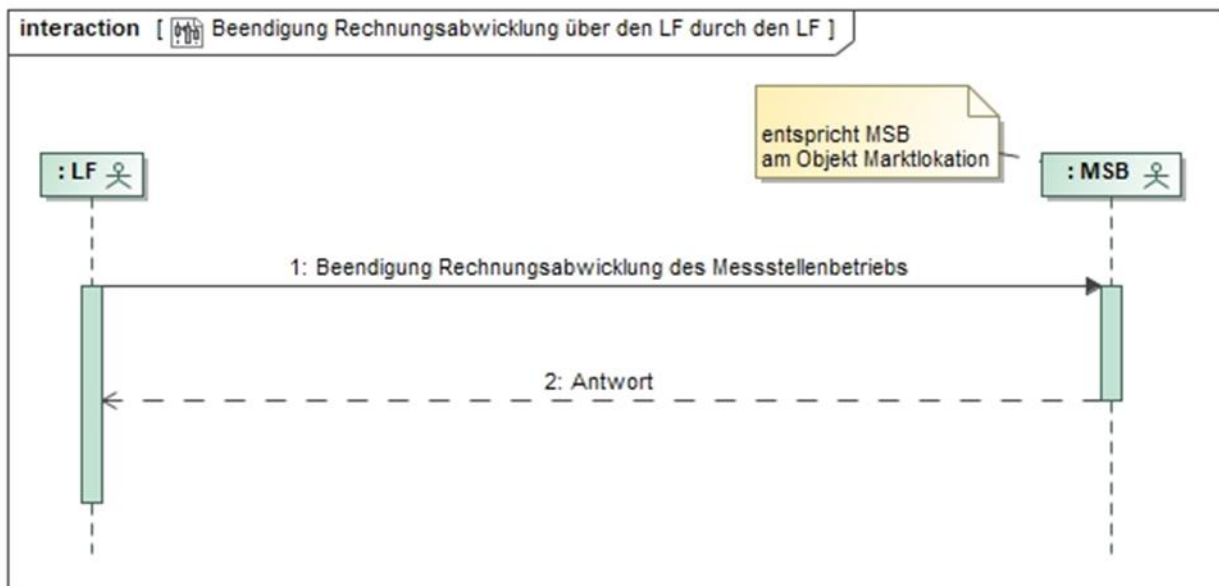 interaction [ Beendigung Rechnungsabwicklung über den LF durch den LF ]
entspricht MSB
am Objekt Marktlokation
: LF
: MSB
1: Beendigung Rechnungsabwicklung des Messstellenbetriebs
2: Antwort